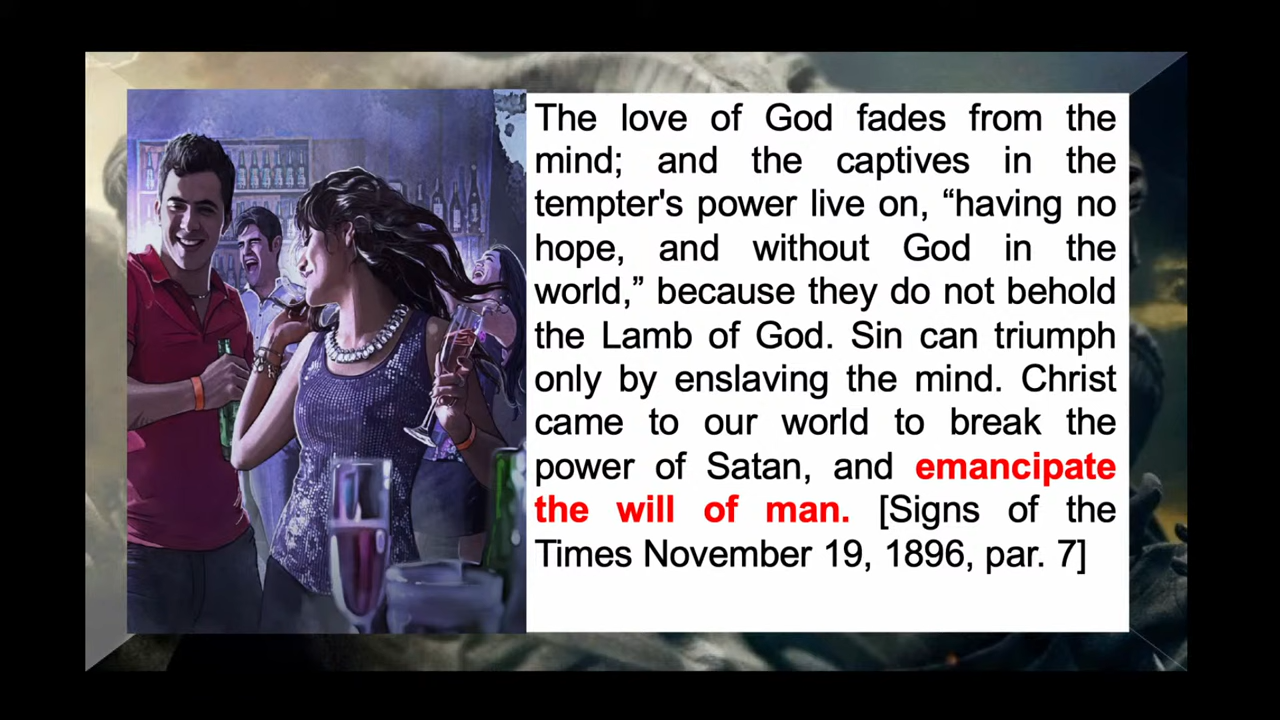 The love of God fades from the
mind; and the captives in the
tempter's power live on, “having no
hope, and without God in the
world,” because they do not behold
the Lamb of God. Sin can triumph
only by enslaving the mind. Christ
came to our world to break the
power of Satan, and emancipate
the will of man. [Signs of the
Times November 19, 1896, par. 7]